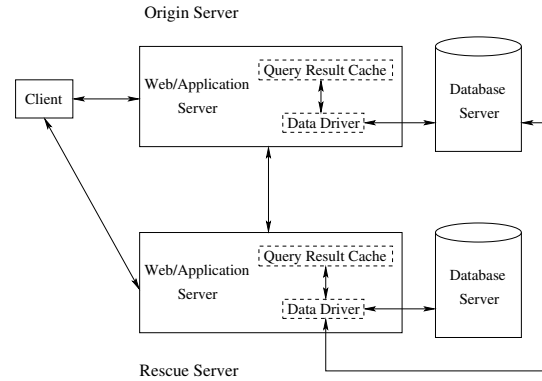 Origin Server
Client
Web/Application
Server
Query Result Cache
Data Driver
Database
Server
Web/Application
Server
Query Result Cache
Data Driver
Database
Server
Rescue Server